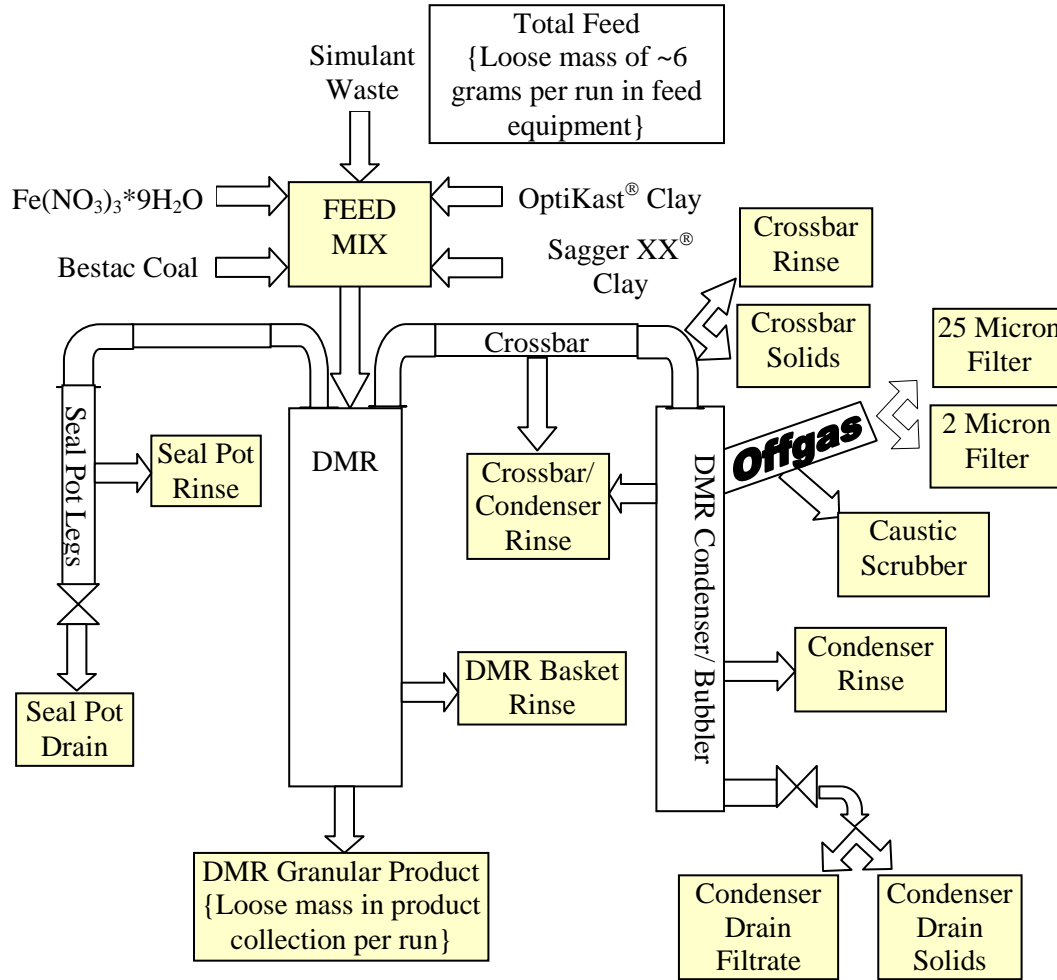 Total Feed
{Loose mass of ~6
grams per run in feed
equipment}
Simulant
Waste
Fe(NO₃)₃*9H₂O
FEED
MIX
OptiKast® Clay
Bestac Coal
Sagger XX®
Clay
Crossbar
Rinse
Crossbar
Solids
25 Micron
Filter
2 Micron
Filter
Crossbar
Offgas
Seal Pot Legs
Seal Pot
Rinse
DMR
Crossbar/
Condenser
Rinse
DMR Condenser/ Bubbler
Caustic
Scrubber
Condenser
Rinse
DMR Basket
Rinse
Seal Pot
Drain
DMR Granular Product
{Loose mass in product
collection per run}
Condenser
Drain
Filtrate
Condenser
Drain
Solids